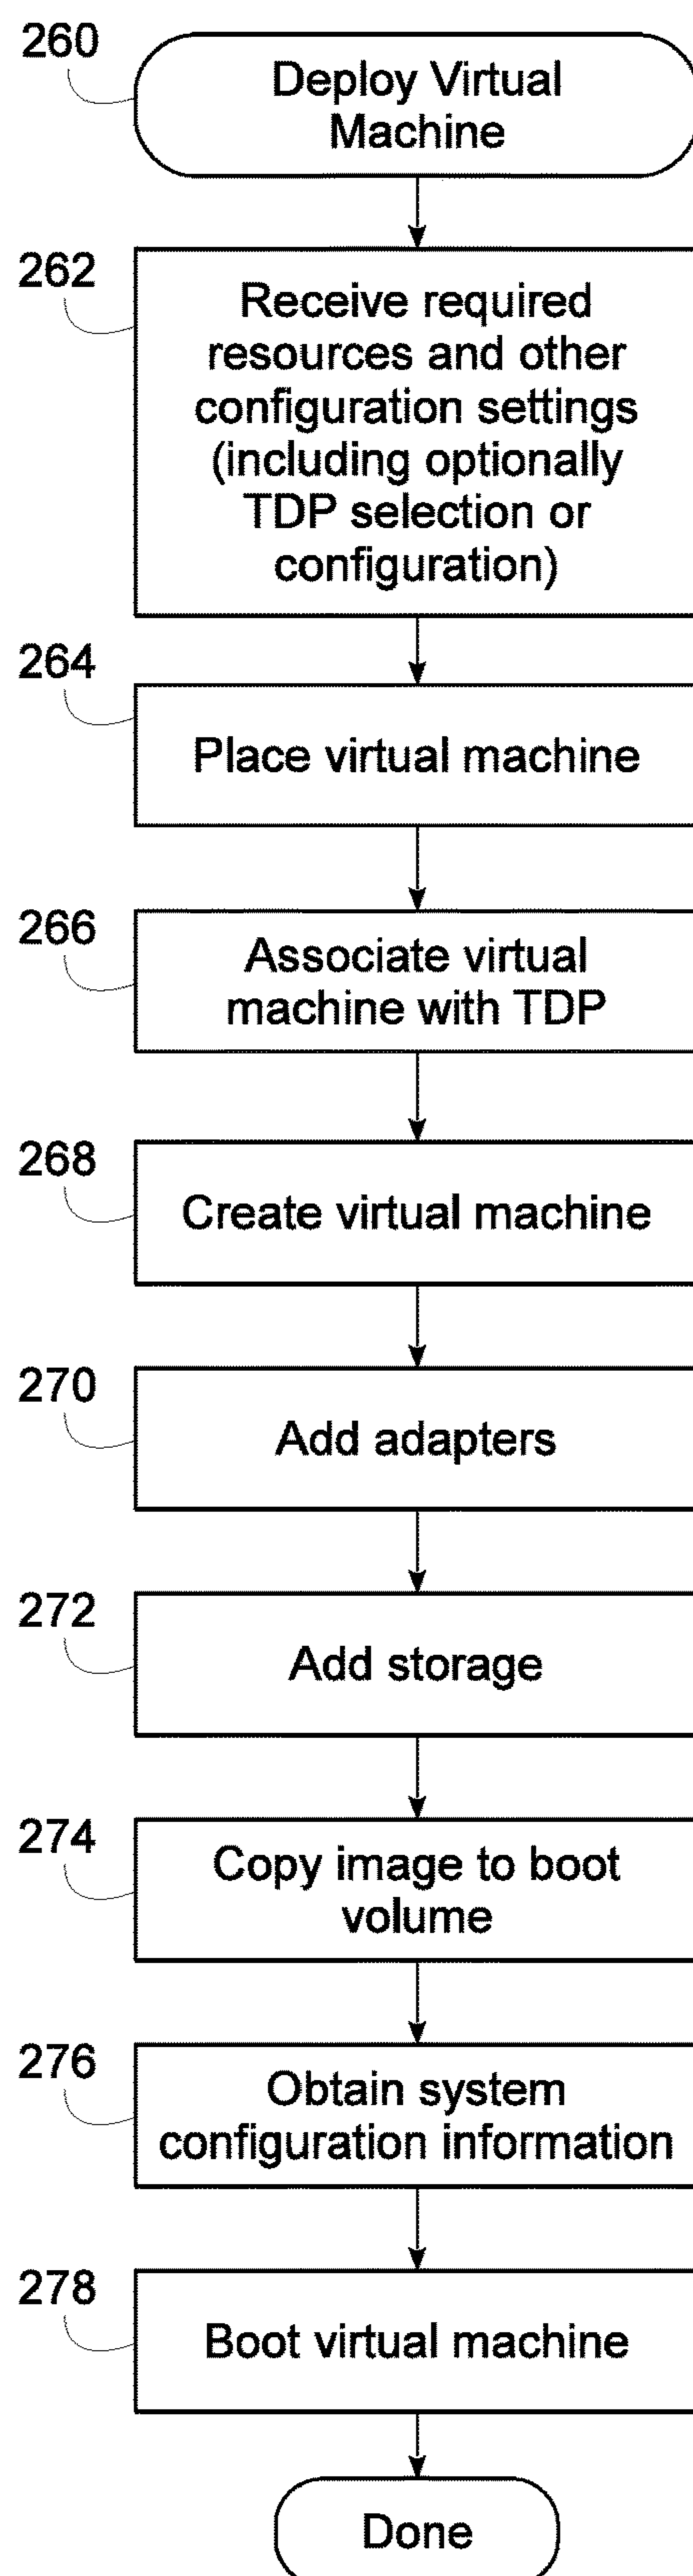 260
Deploy Virtual
Machine
262
Receive required
resources and other
configuration settings
(including optionally
TDP selection or
configuration)
264
Place virtual machine
266
Associate virtual
machine with TDP
268
Create virtual machine
270
Add adapters
272
Add storage
274
Copy image to boot
volume
276
Obtain system
configuration information
278
Boot virtual machine
Done